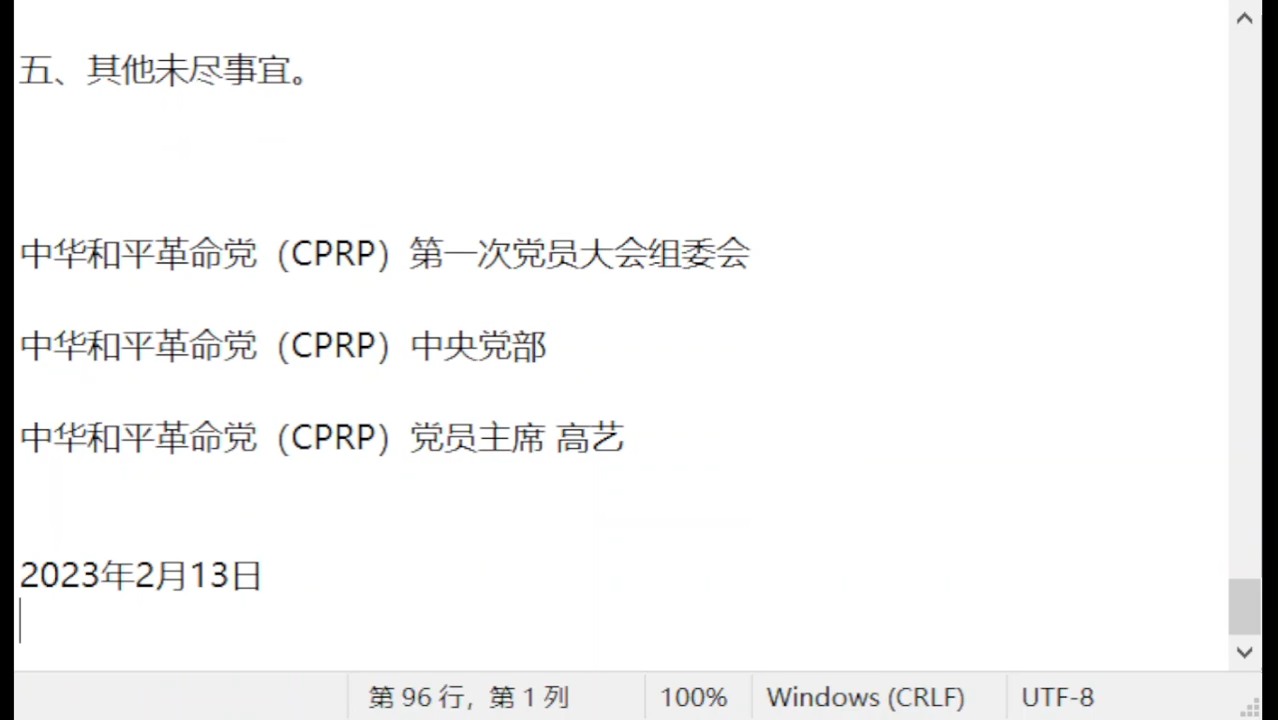 五、其他未尽事宜。
中华和平革命党（CPRP）第一次党员大会组委会
中华和平革命党（CPRP）中央党部
中华和平革命党（CPRP）党员主席 高艺
2023年2月13日
第 96 行，第 1 列 100% Windows (CRLF) UTF-8